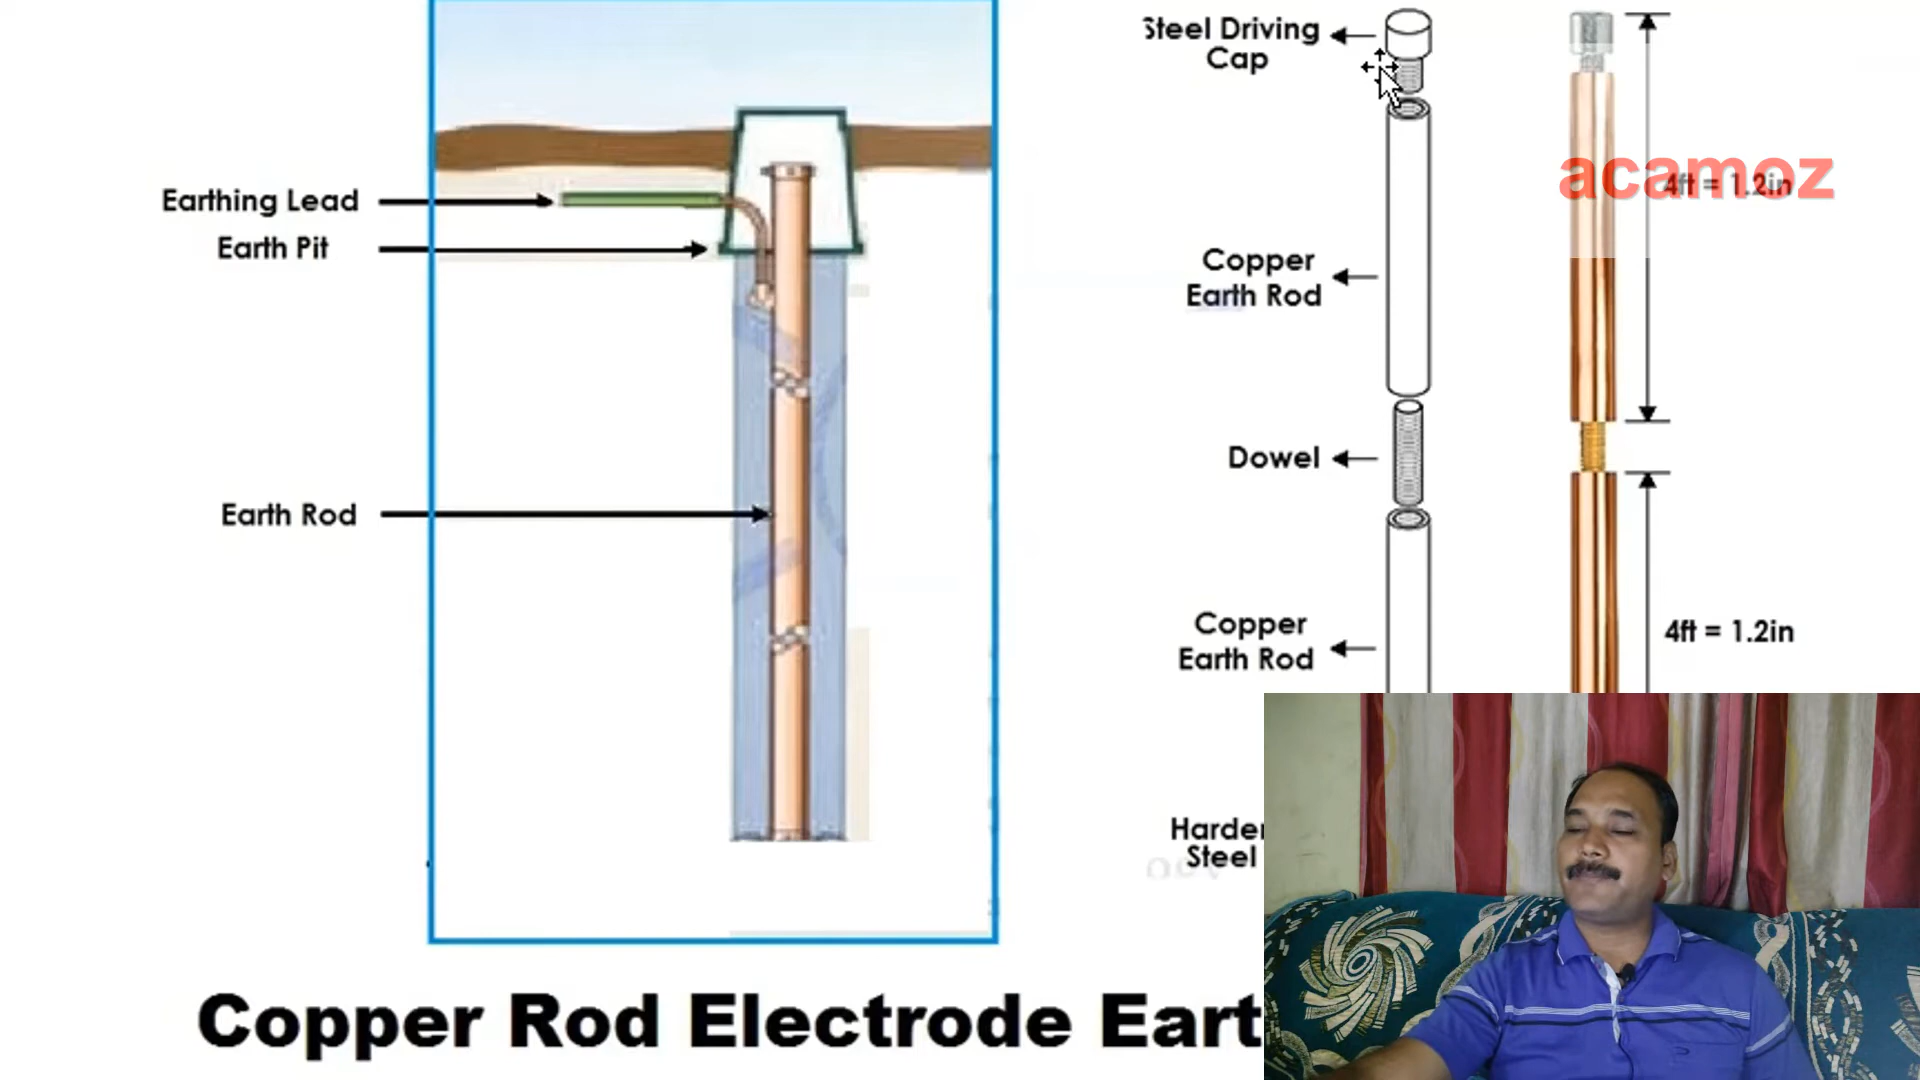 Earthing Lead
Earth Pit
Earth Rod
Steel Driving
Cap
acamoz
4ft = 1.2in
Copper
Earth Rod
Dowel
Copper
Earth Rod
4ft = 1.2in
Steel
Copper Rod Electrode